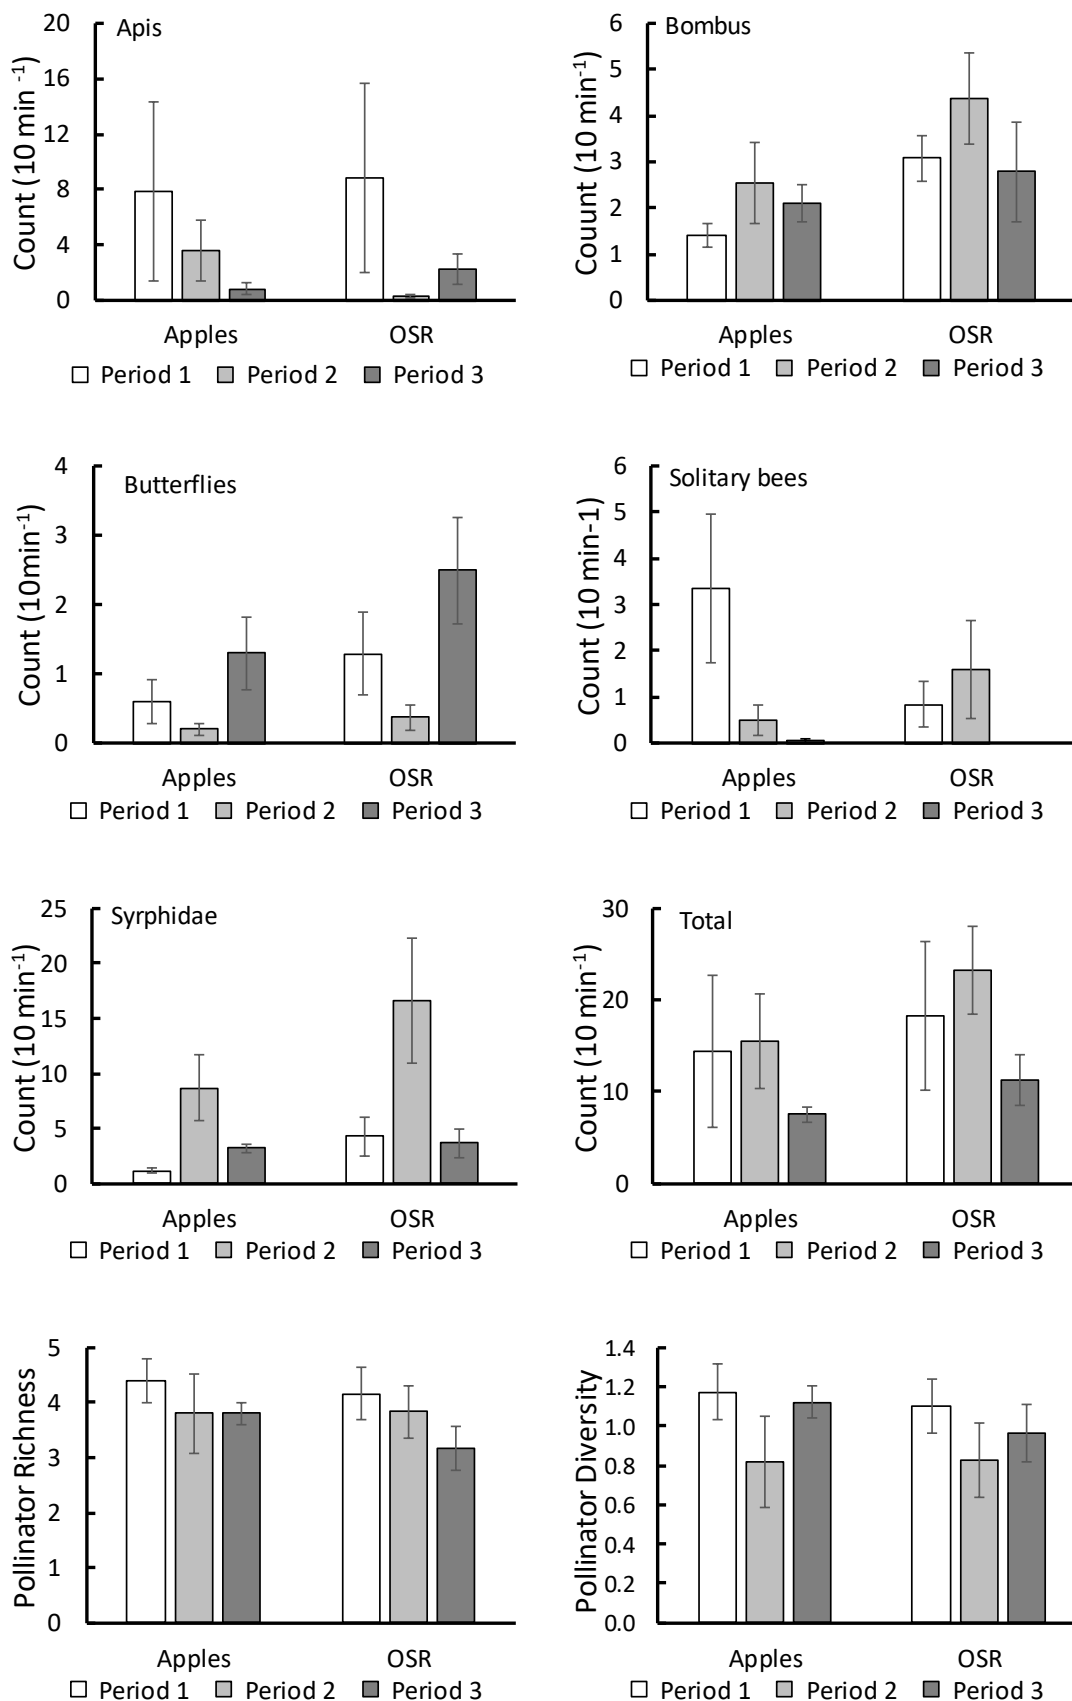 Apis
Count (10 min ⁻¹)
20
16
12
8
4
0
Apples OSR
Period 1 Period 2 Period 3
Bombus
Couunt (10 min⁻¹)
6
5
4
3
2
1
0
Apples OSR
Period 1 Period 2 Period 3
Butterflies
Count (10min⁻¹)
4
3
2
1
0
Apples OSR
Period 1 Period 2 Period 3
Solitary bees
Count (10 min-1)
6
5
4
3
2
1
0
Apples OSR
Period 1 Period 2 Period 3
Syrphidae
Count (10 min⁻¹)
25
20
15
10
5
0
Apples OSR
Period 1 Period 2 Period 3
Total
Count (10 min⁻¹)
30
20
10
0
Apples OSR
Period 1 Period 2 Period 3
Pollinator Richness
5
4
3
2
1
0
Apples OSR
Period 1 Period 2 Period 3
Pollinator Diversity
1.4
1.2
1.0
0.8
0.6
0.4
0.2
0.0
Apples OSR
Period 1 Period 2 Period 3